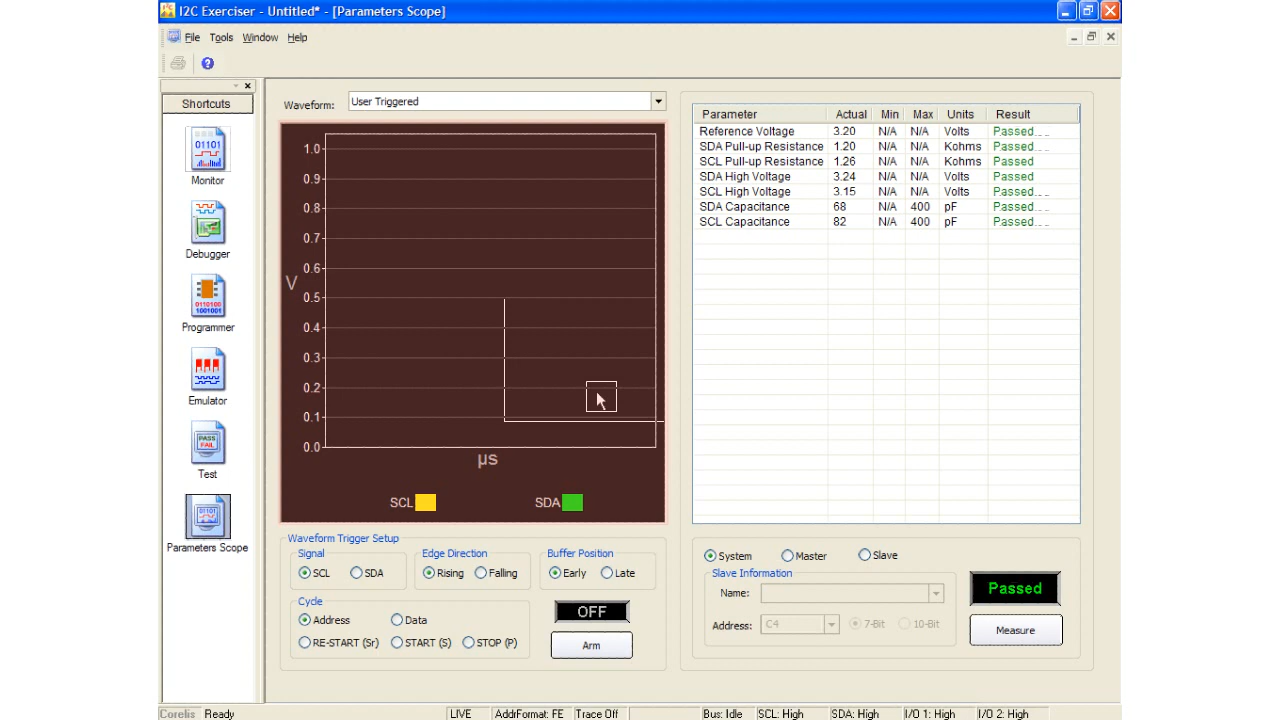 I2C Exerciser - Untitled* - [Parameters Scope]
File Tools Window Help
Shortcuts
Monitor
Debugger
Programmer
Emulator
Test
Parameters Scope
Waveform: User Triggered
1.0
0.9
0.8
0.7
0.6
V 0.5
0.4
0.3
0.2
0.1
0.0
µs
SCL SDA
Waveform Trigger Setup
Signal
SCL SDA
Edge Direction
Rising Falling
Buffer Position
Early Late
Cycle
Address Data
RE-START (Sr) START (S) STOP (P)
OFF
Arm
Parameter Actual Min Max Units Result
Reference Voltage 3.20 N/A N/A Volts Passed
SDA Pull-up Resistance 1.20 N/A N/A Kohms Passed
SCL Pull-up Resistance 1.26 N/A N/A Kohms Passed
SDA High Voltage 3.24 N/A N/A Volts Passed
SCL High Voltage 3.15 N/A N/A Volts Passed
SDA Capacitance 68 N/A 400 pF Passed
SCL Capacitance 82 N/A 400 pF Passed
System Master Slave
Slave Information
Name:
Address: C4 7-Bit 10-Bit
Passed
Measure
Corelis Ready LIVE AddrFormat: FE Trace Off Bus: Idle SCL: High SDA: High I/O 1: High I/O 2: High
01101
01101
0110100
1001001
PASS
FAIL